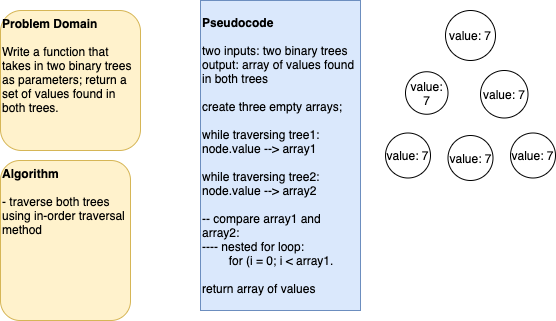 Problem Domain
Write a function that
takes in two binary trees
as parameters; return a
set of values found in
both trees.
Algorithm
- traverse both trees
using in-order traversal
method
Pseudocode
two inputs: two binary trees
output: array of values found
in both trees
create three empty arrays;
while traversing tree1:
node.value --> array1
while traversing tree2:
node.value --> array2
-- compare array1 and
array2:
---- nested for loop:
for (i = 0; i < array1.
return array of values
value: 7
value:
7
value: 7
value: 7
value: 7
value: 7